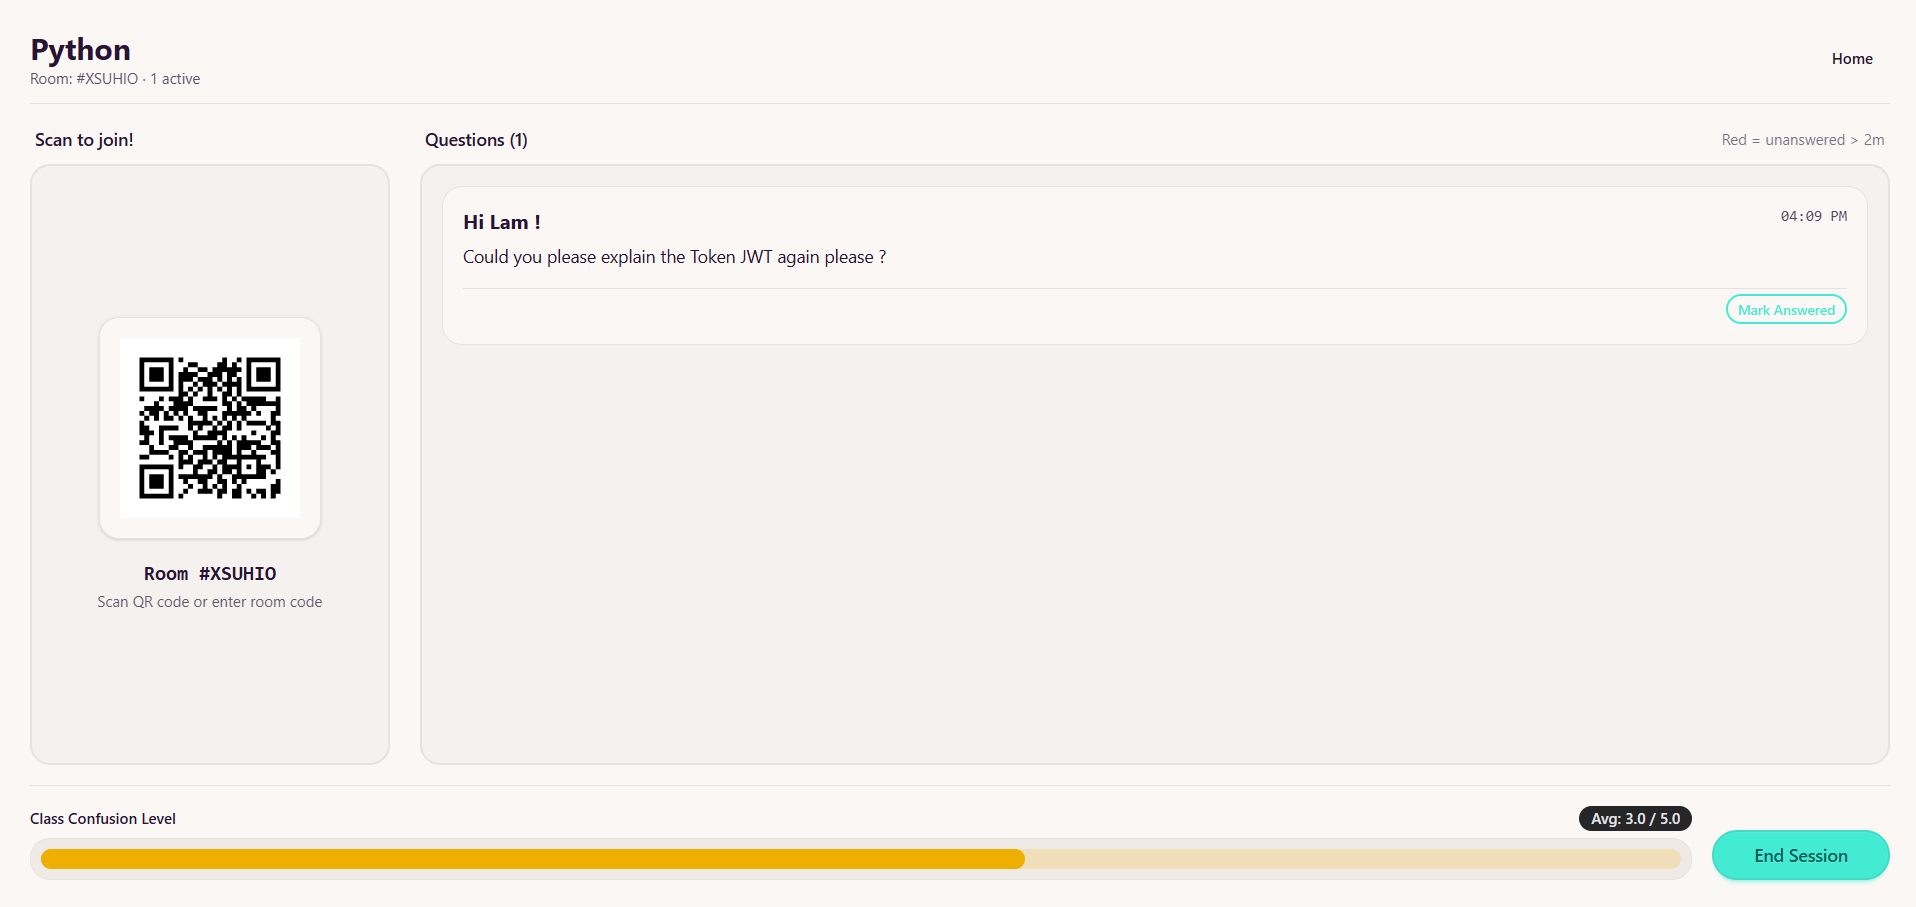 Python
Room: #XSUHIO · 1 active
Home
Scan to join!
Room #XSUHIO
Scan QR code or enter room code
Questions (1)
Red = unanswered > 2m
Hi Lam !
04:09 PM
Could you please explain the Token JWT again please ?
Mark Answered
Class Confusion Level
Avg: 3.0 / 5.0
End Session